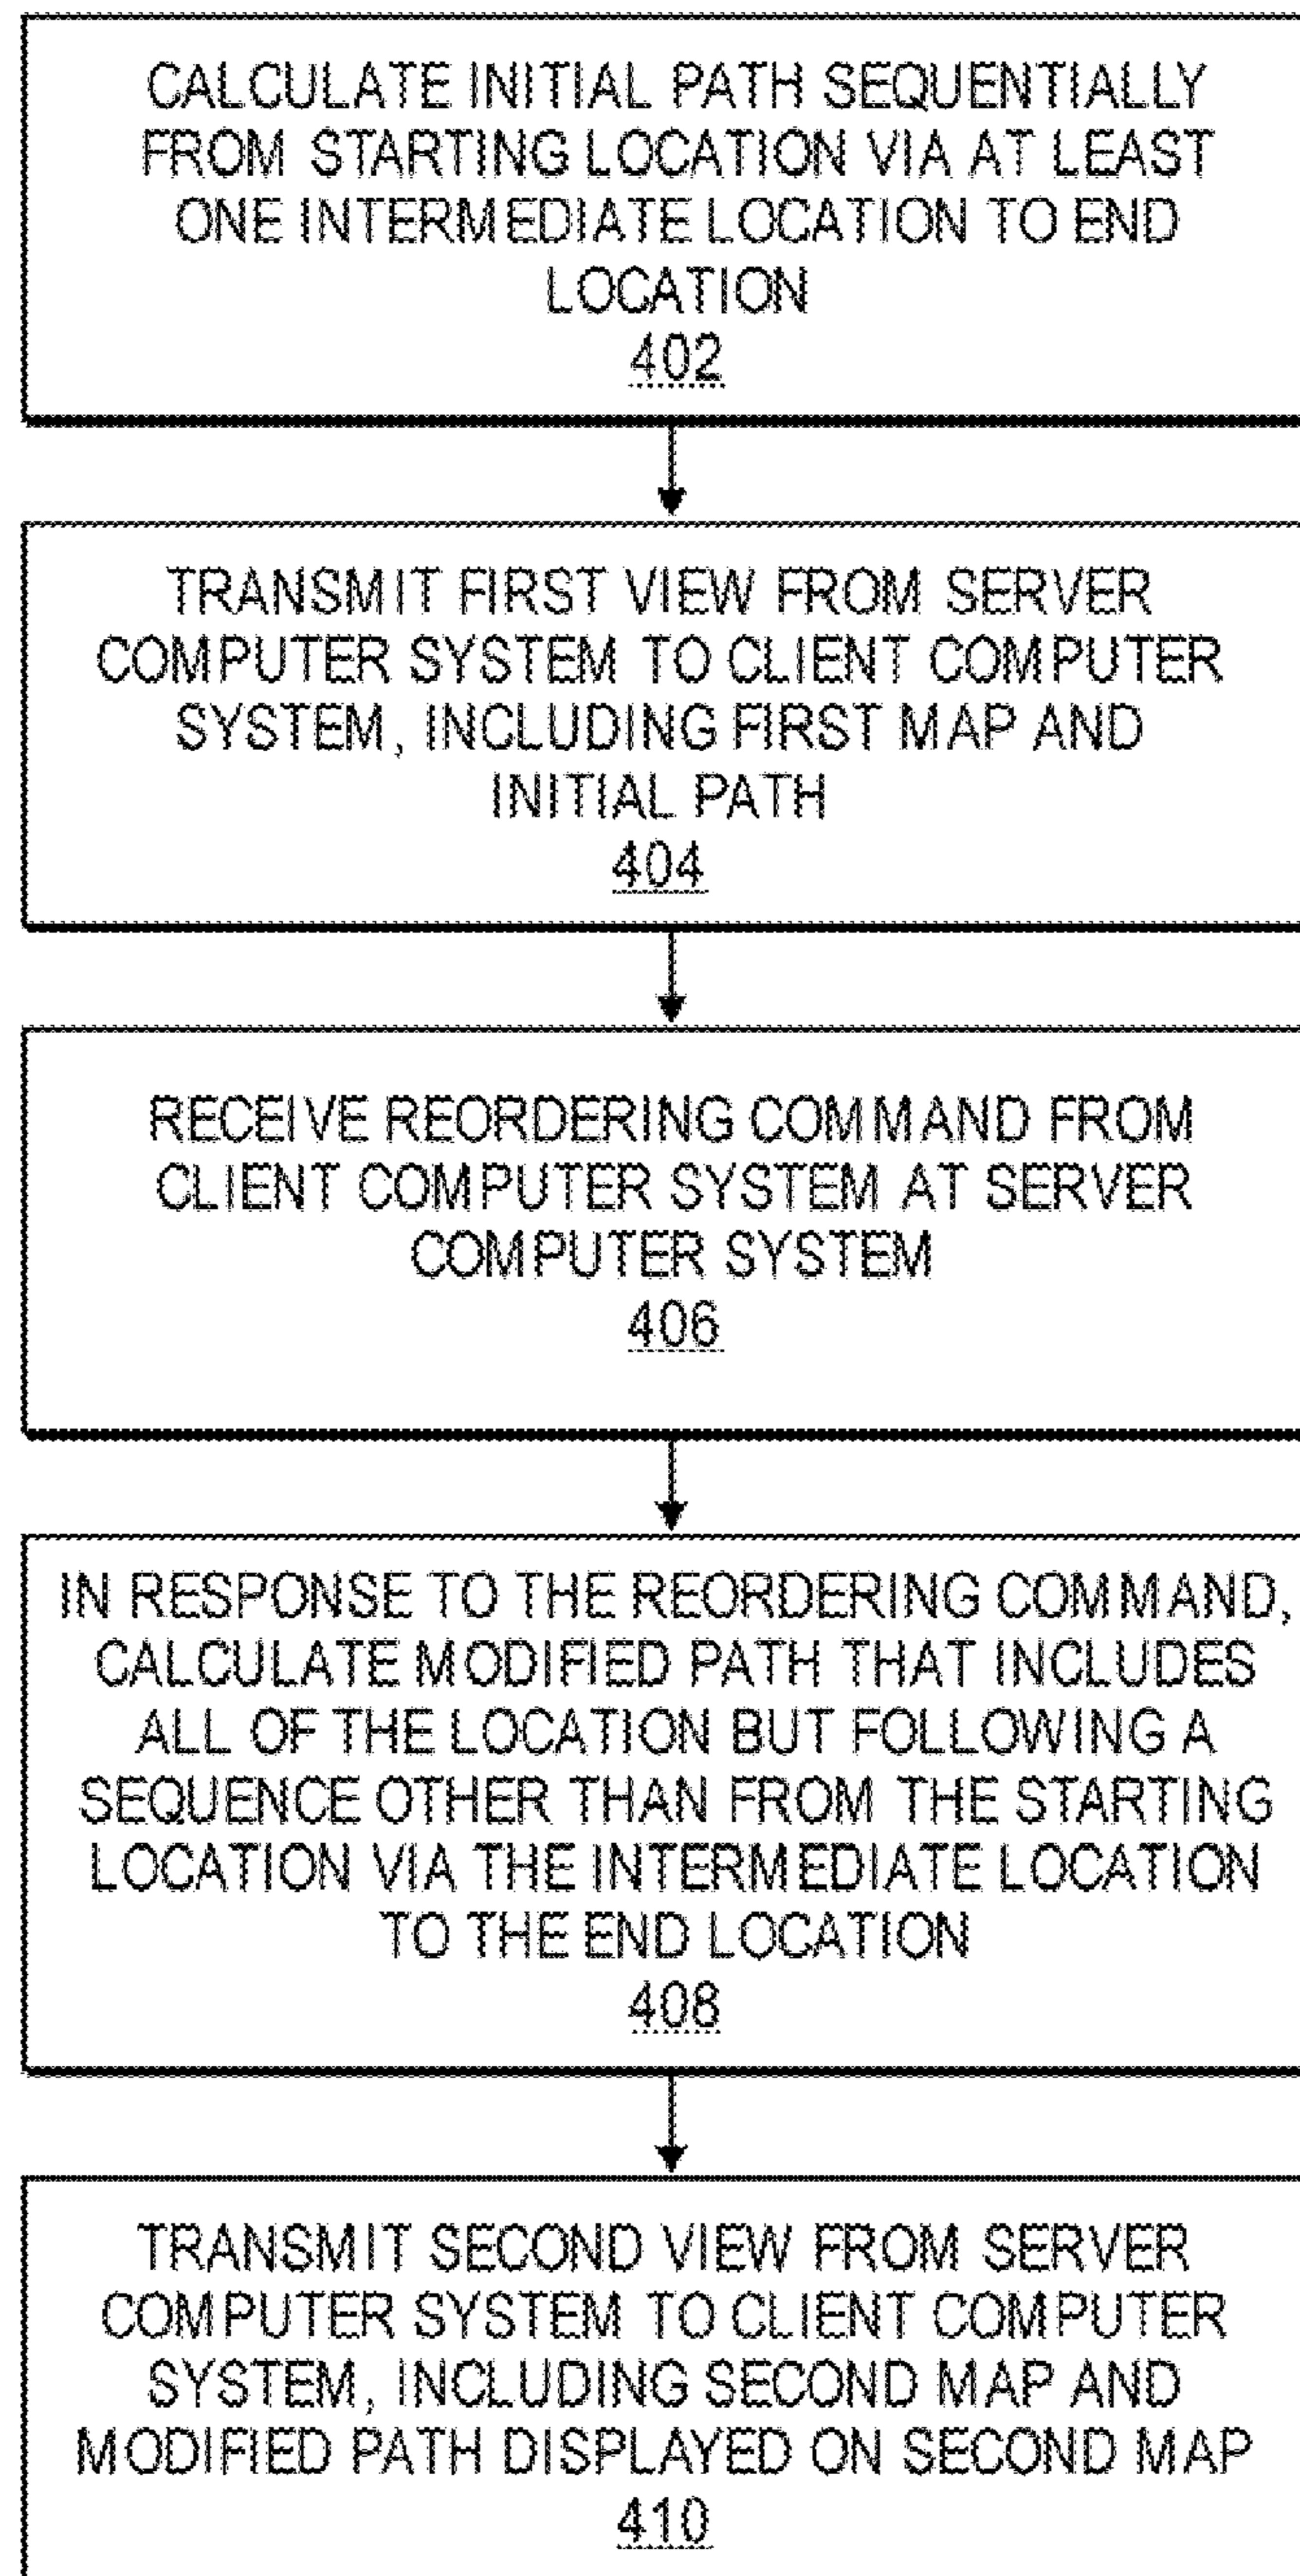 CALCULATE INITIAL PATH SEQUENTIALLY
FROM STARTING LOCATION VIA AT LEAST
ONE INTERMEDIATE LOCATION TO END
LOCATION
402
TRANSMIT FIRST VIEW FROM SERVER
COMPUTER SYSTEM TO CLIENT COMPUTER
SYSTEM, INCLUDING FIRST MAP AND
INITIAL PATH
404
RECEIVE REORDERING COMMAND FROM
CLIENT COMPUTER SYSTEM AT SERVER
COMPUTER SYSTEM
406
IN RESPONSE TO THE REORDERING COMMAND,
CALCULATE MODIFIED PATH THAT INCLUDES
ALL OF THE LOCATION BUT FOLLOWING A
SEQUENCE OTHER THAN FROM THE STARTING
LOCATION VIA THE INTERMEDIATE LOCATION
TO THE END LOCATION
408
TRANSMIT SECOND VIEW FROM SERVER
COMPUTER SYSTEM TO CLIENT COMPUTER
SYSTEM, INCLUDING SECOND MAP AND
MODIFIED PATH DISPLAYED ON SECOND MAP
410